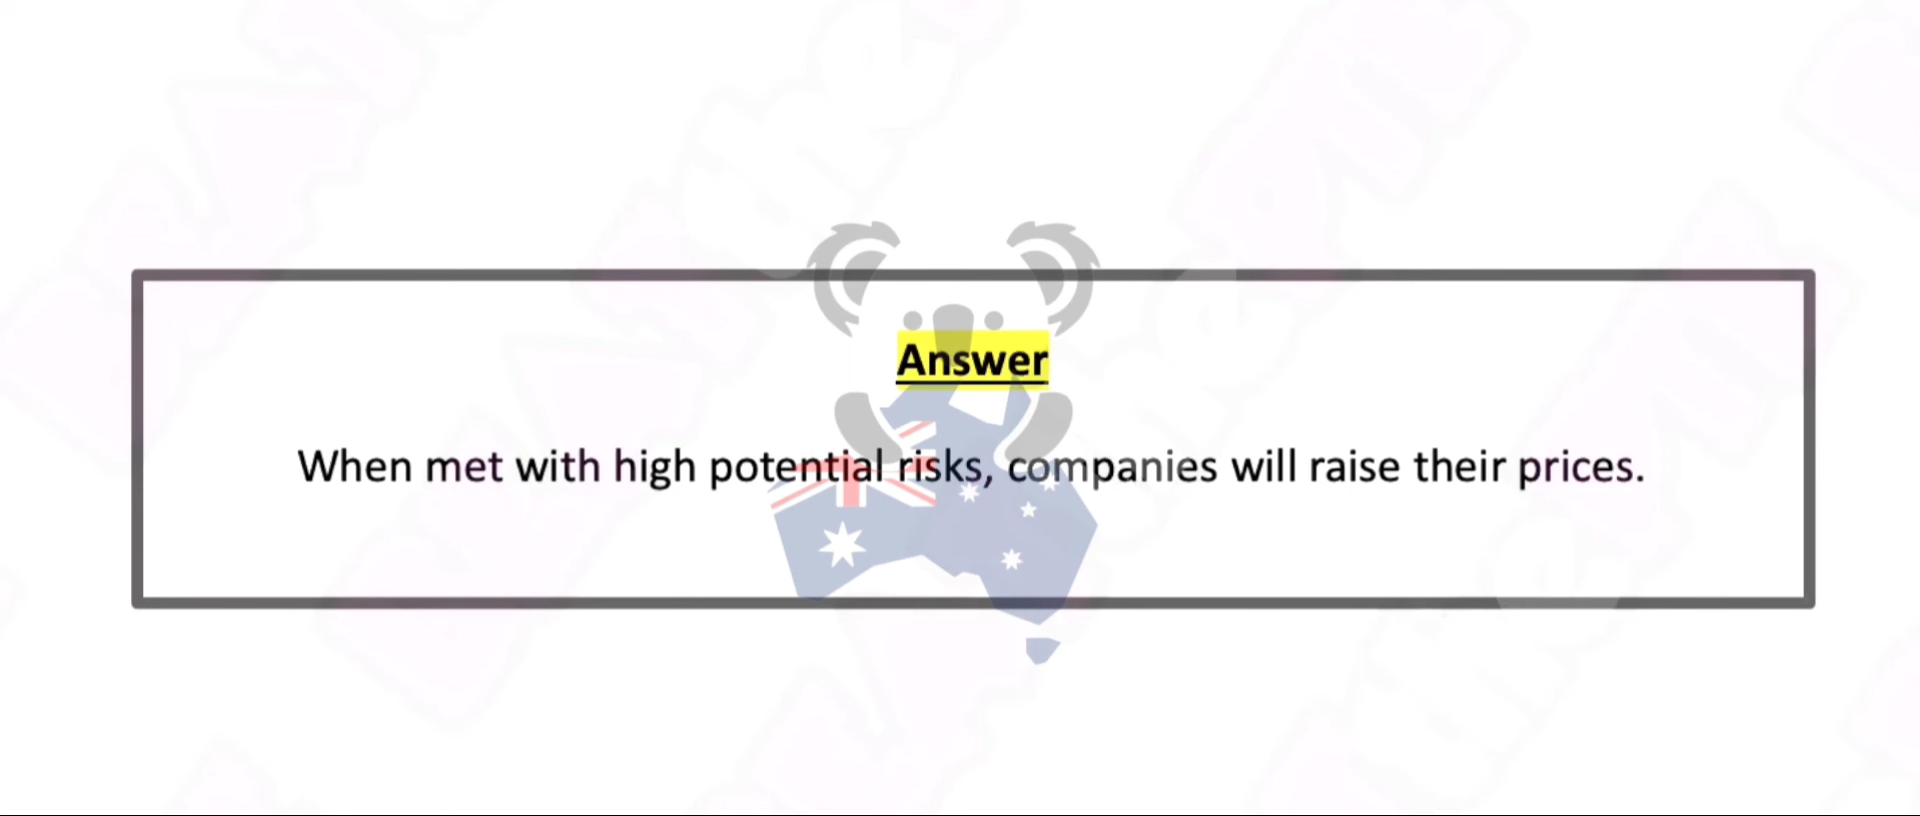 Answer
When met with high potential risks, companies will raise their prices.